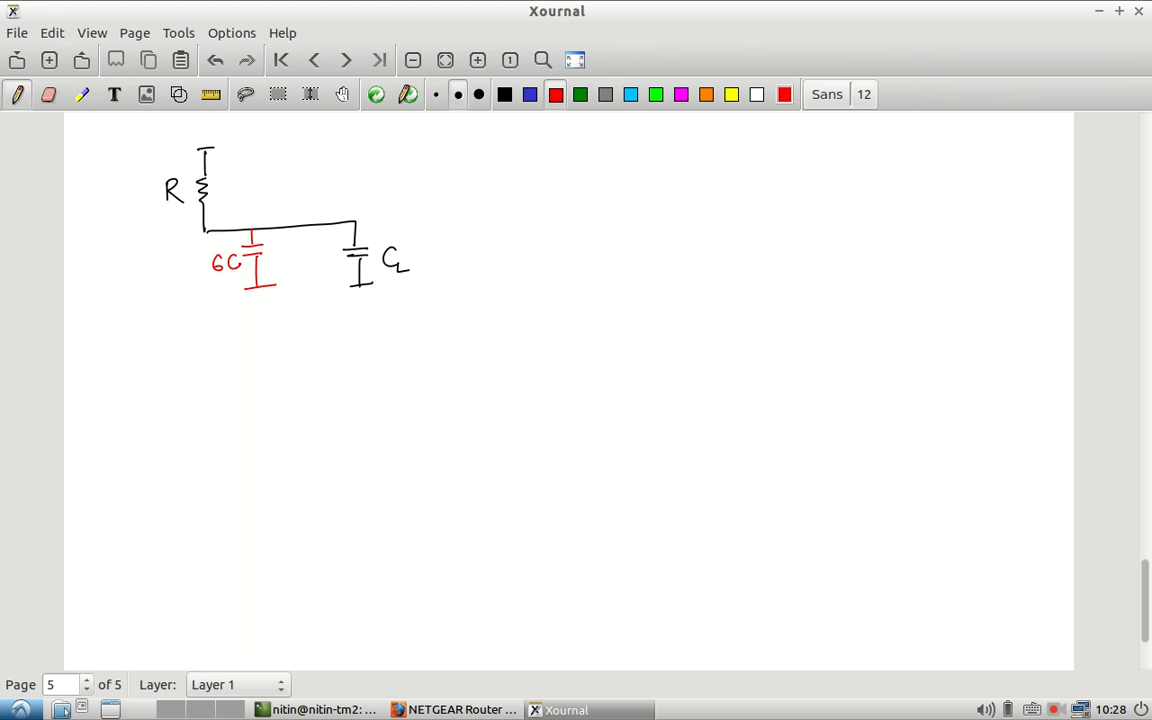 Xournal
File Edit View Page Tools Options Help
Sans 12
R
6C
C_L
Page 5 of 5 Layer: Layer 1
nitin@nitin-tm2: ... NETGEAR Router ... Xournal 10:28